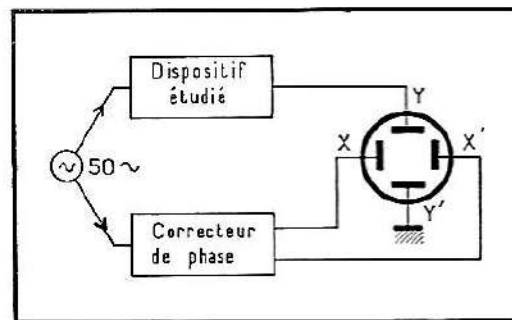 Dispositif
étudié
Y
X
X′
50 ~
Y′
Correcteur
de phase